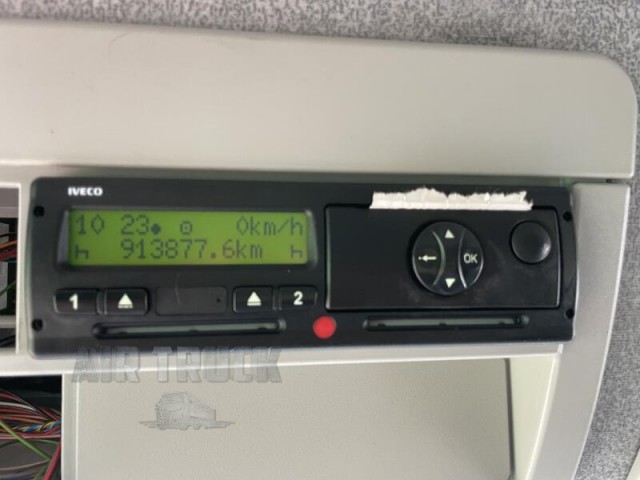 IVECO
10 23 0km/h
913877.6km
1 2
OK
AIR TRUCK